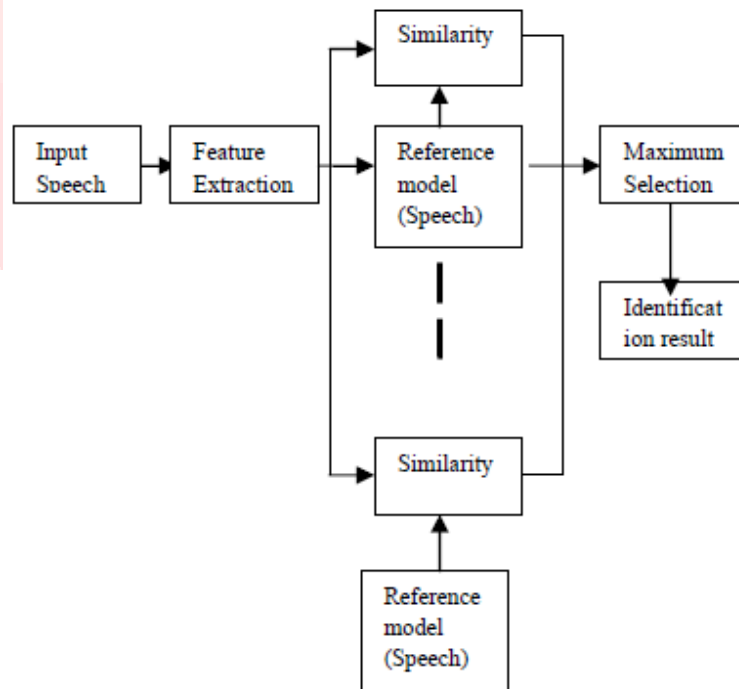 Similarity
Input
Speech
Feature
Extraction
Reference
model
(Speech)
Maximum
Selection
Identificat
ion result
Similarity
Reference
model
(Speech)